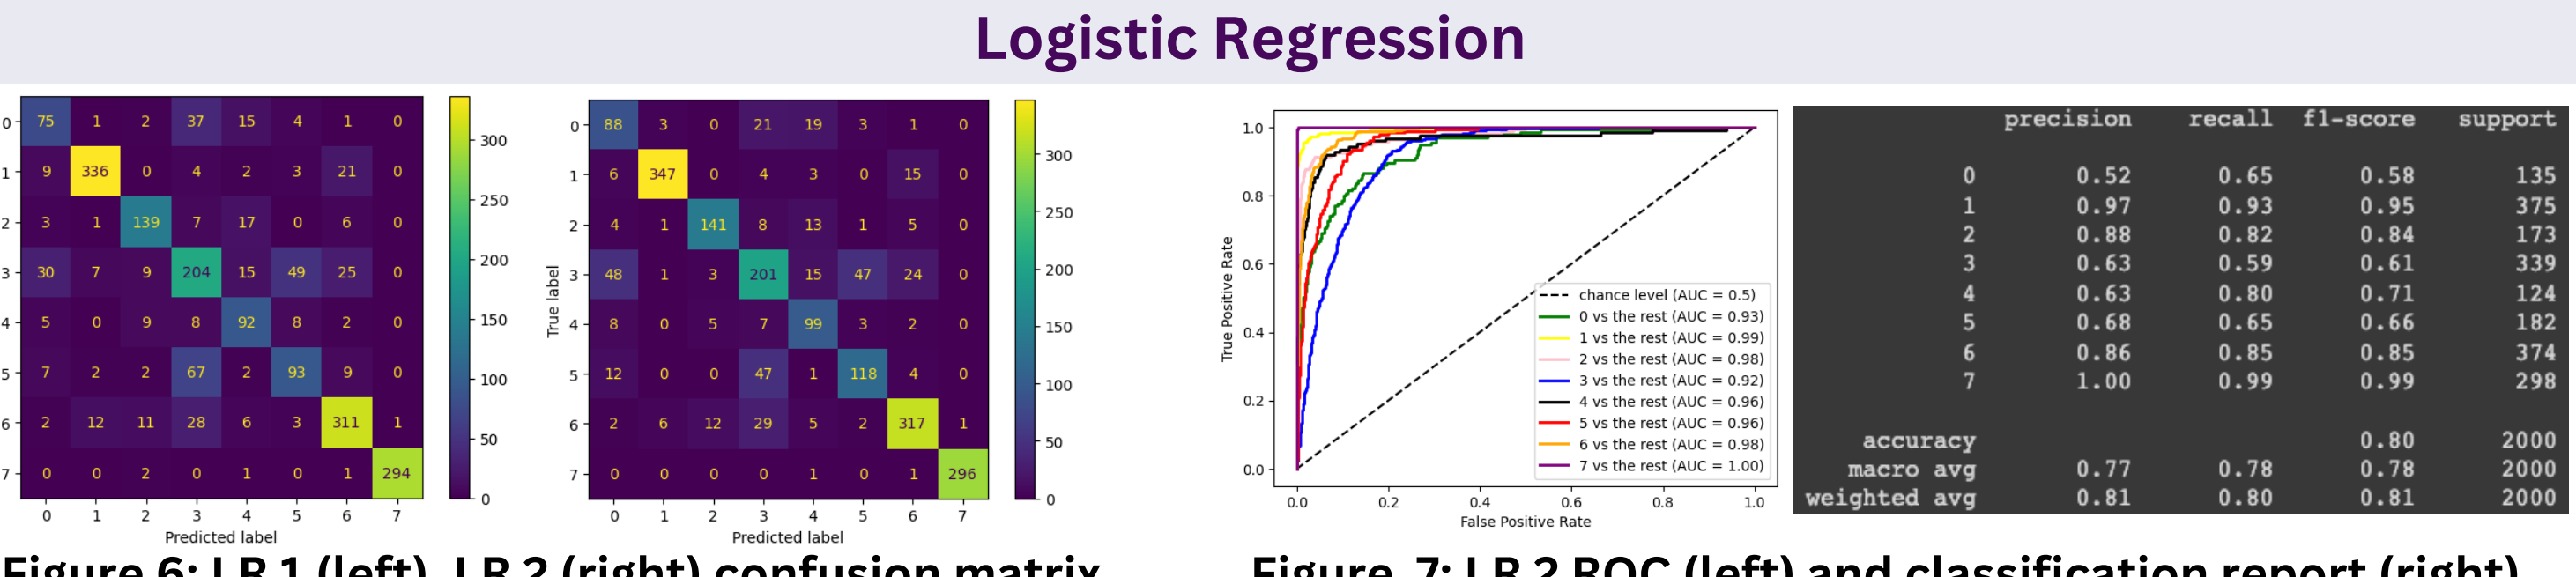 Logistic Regression
0 75 1 2 37 15 4 1 0
1 9 336 0 4 2 3 21 0
2 3 1 139 7 17 0 6 0
3 30 7 9 204 15 49 25 0
4 5 0 9 8 92 8 2 0
5 7 2 2 67 2 93 9 0
6 2 12 11 28 6 3 311 1
7 0 0 2 0 1 0 1 294
0 1 2 3 4 5 6 7
Predicted label
300
250
200
150
100
50
0
True label
0 88 3 0 21 19 3 1 0
1 6 347 0 4 3 0 15 0
2 4 1 141 8 13 1 5 0
3 48 1 3 201 15 47 24 0
4 8 0 5 7 99 3 2 0
5 12 0 0 47 1 118 4 0
6 2 6 12 29 5 2 317 1
7 0 0 0 0 1 0 1 296
0 1 2 3 4 5 6 7
Predicted label
300
250
200
150
100
50
0
True Positive Rate
1.0
0.8
0.6
0.4
0.2
0.0
chance level (AUC = 0.5)
0 vs the rest (AUC = 0.93)
1 vs the rest (AUC = 0.99)
2 vs the rest (AUC = 0.98)
3 vs the rest (AUC = 0.92)
4 vs the rest (AUC = 0.96)
5 vs the rest (AUC = 0.96)
6 vs the rest (AUC = 0.98)
7 vs the rest (AUC = 1.00)
0.0 0.2 0.4 0.6 0.8 1.0
False Positive Rate
precision recall f1-score support
0 0.52 0.65 0.58 135
1 0.97 0.93 0.95 375
2 0.88 0.82 0.84 173
3 0.63 0.59 0.61 339
4 0.63 0.80 0.71 124
5 0.68 0.65 0.66 182
6 0.86 0.85 0.85 374
7 1.00 0.99 0.99 298
accuracy 0.80 2000
macro avg 0.77 0.78 0.78 2000
weighted avg 0.81 0.80 0.81 2000
Figure 6: LR 1 (left), LR 2 (right) confusion matrix
Figure 7: LR 2 ROC (left) and classification report (right)